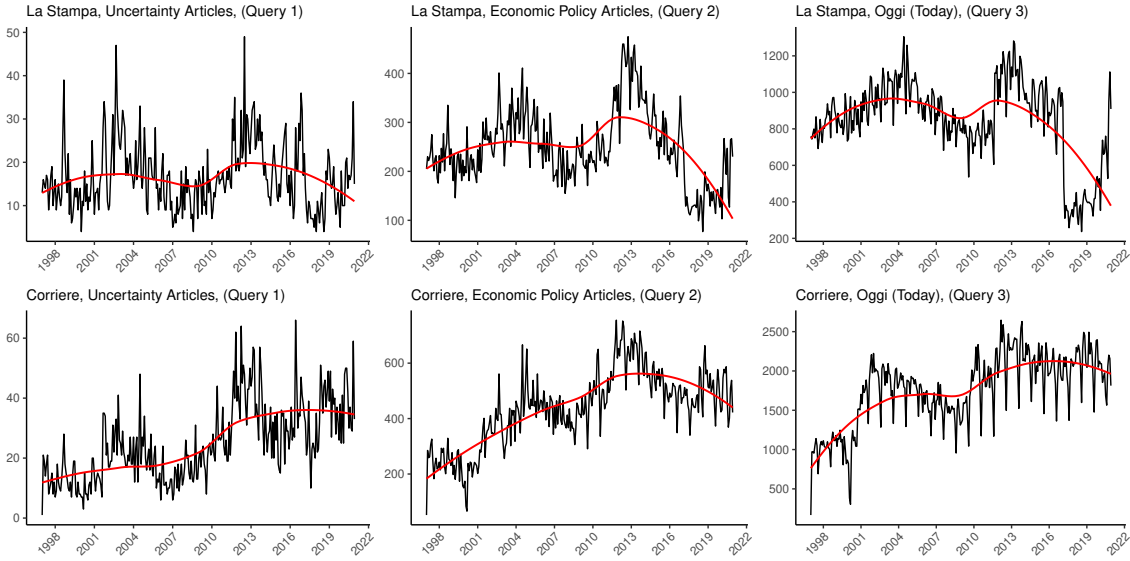 La Stampa, Uncertainty Articles, (Query 1)
50
40
30
20
10
1998 2001 2004 2007 2010 2013 2016 2019 2022
La Stampa, Economic Policy Articles, (Query 2)
400
300
200
100
1998 2001 2004 2007 2010 2013 2016 2019 2022
La Stampa, Oggi (Today), (Query 3)
1200
1000
800
600
400
200
1998 2001 2004 2007 2010 2013 2016 2019 2022
Corriere, Uncertainty Articles, (Query 1)
60
40
20
0
1998 2001 2004 2007 2010 2013 2016 2019 2022
Corriere, Economic Policy Articles, (Query 2)
600
400
200
1998 2001 2004 2007 2010 2013 2016 2019 2022
Corriere, Oggi (Today), (Query 3)
2500
2000
1500
1000
500
1998 2001 2004 2007 2010 2013 2016 2019 2022